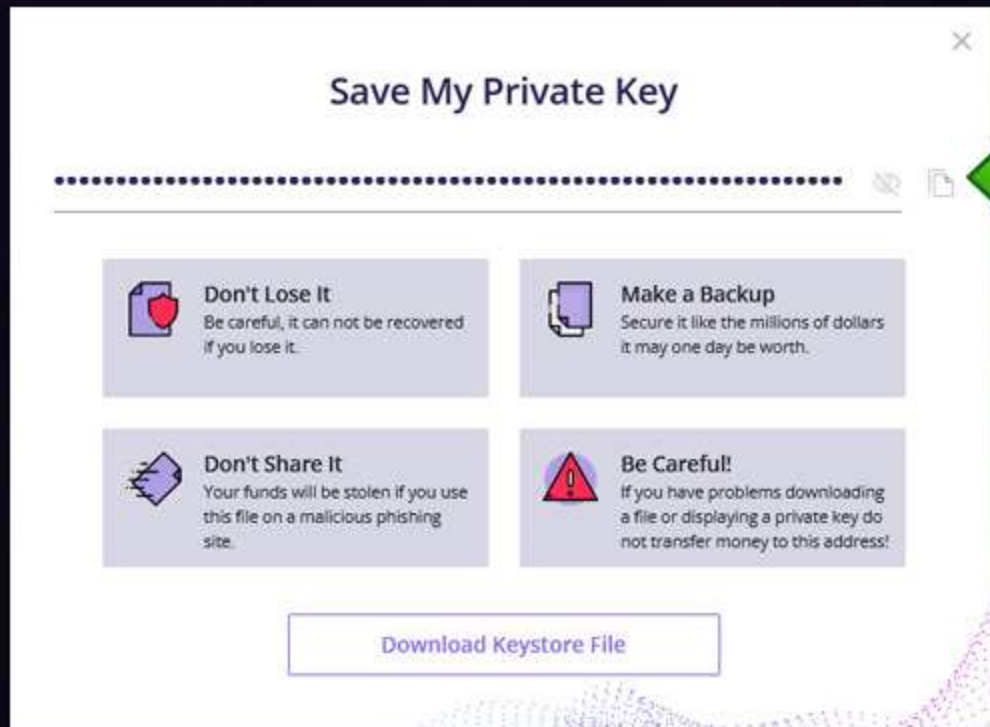 Save My Private Key
Don't Lose It
Be careful, it can not be recovered
if you lose it.
Make a Backup
Secure it like the millions of dollars
it may one day be worth.
Don't Share It
Your funds will be stolen if you use
this file on a malicious phishing
site.
Be Careful!
If you have problems downloading
a file or displaying a private key do
not transfer money to this address!
Download Keystore File